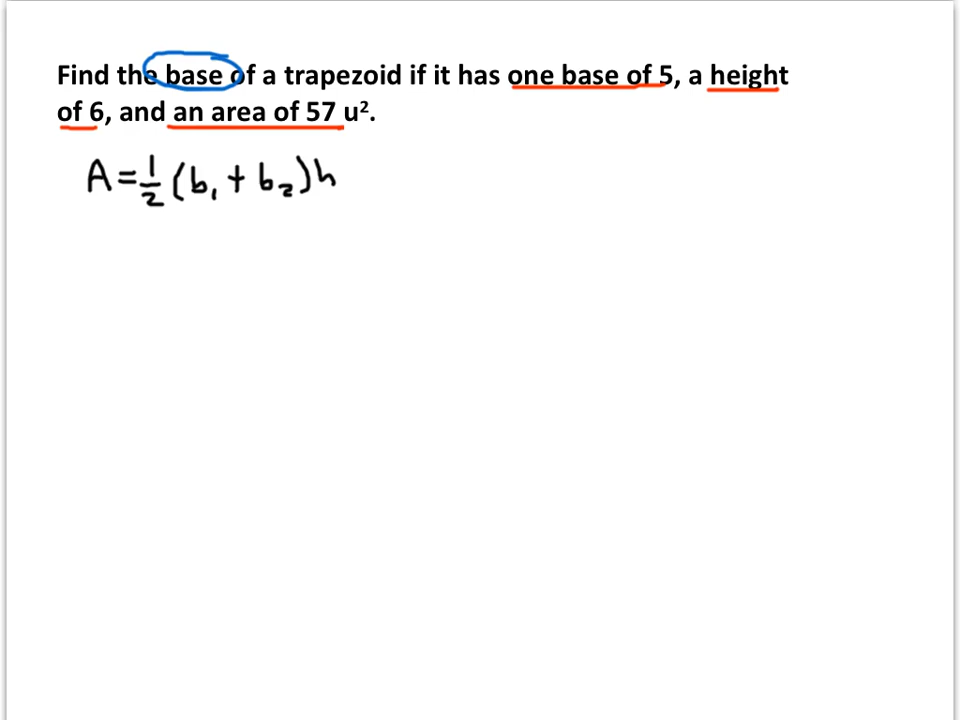 Find the base of a trapezoid if it has one base of 5, a height
of 6, and an area of 57 u².
A = ½ (b₁ + b₂)h